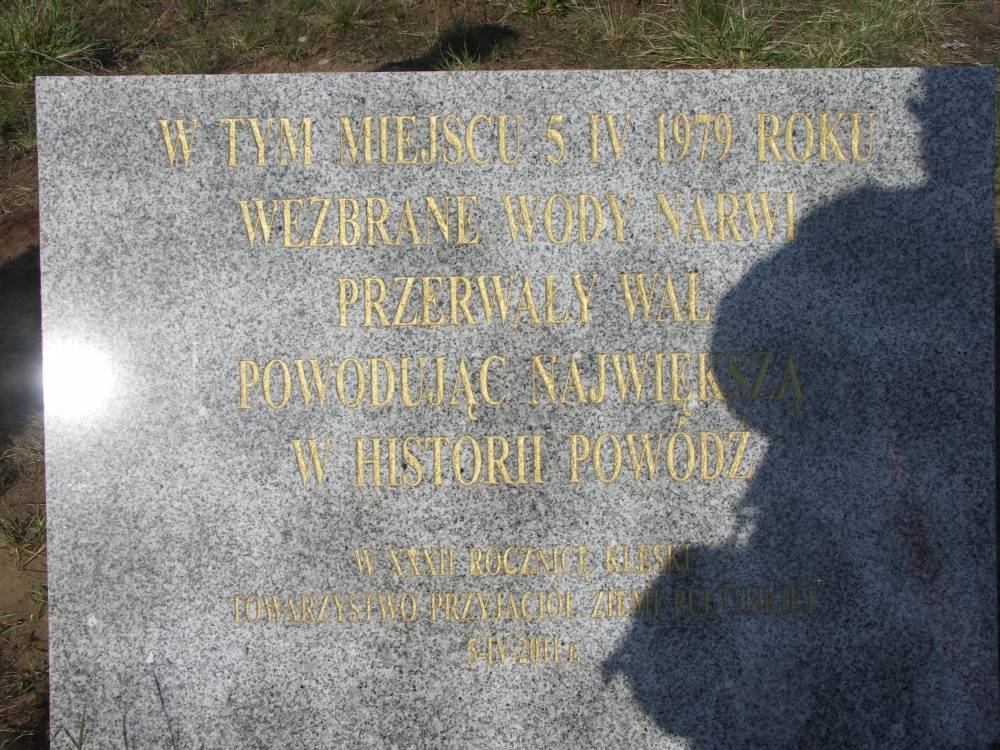 W TYM MIEJSCU 5 IV 1979 ROKU
WEZBRANE WODY NARWI
PRZERWAŁY WAŁ
POWODUJĄC NAJWIĘKSZĄ
W HISTORII POWÓDŹ
W XXXII ROCZNICĘ KLĘSKI
TOWARZYSTWO PRZYJACIÓŁ ZIEMI PUŁTUSKIEJ
5-IV-2011 r.